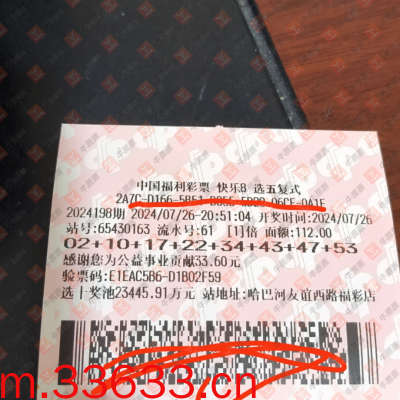 中国福利彩票 快乐8 选五复式
2024198期 2024/07/26-20:51:04 开奖时间:2024/07/26
站号:65430163 流水号:61 [1]倍 面额:112.00
02+10+17+22+34+43+47+53
感谢您为公益事业贡献33.60元
验票码:E1EAC5B6-D1B02F59
选十奖池23445.91万元 站地址:哈巴河友谊西路福彩店
m.33633.cn